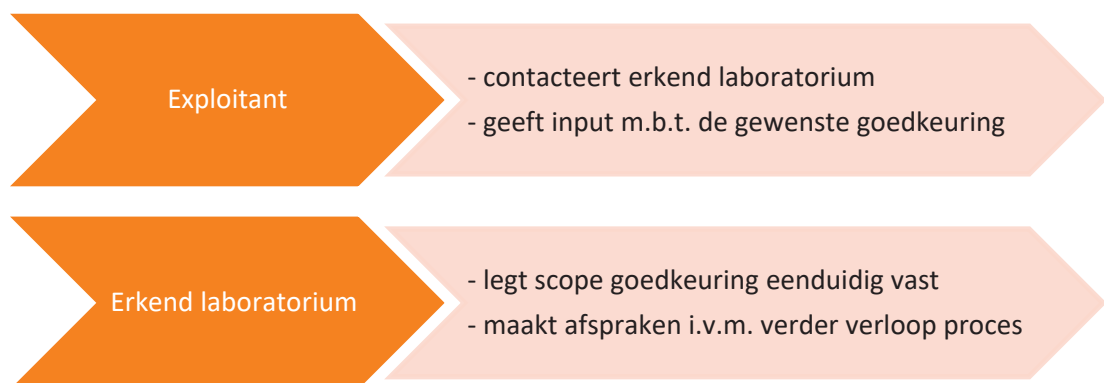 Exploitant
- contacteert erkend laboratorium
- geeft input m.b.t. de gewenste goedkeuring
Erkend laboratorium
- legt scope goedkeuring eenduidig vast
- maakt afspraken i.v.m. verder verloop proces